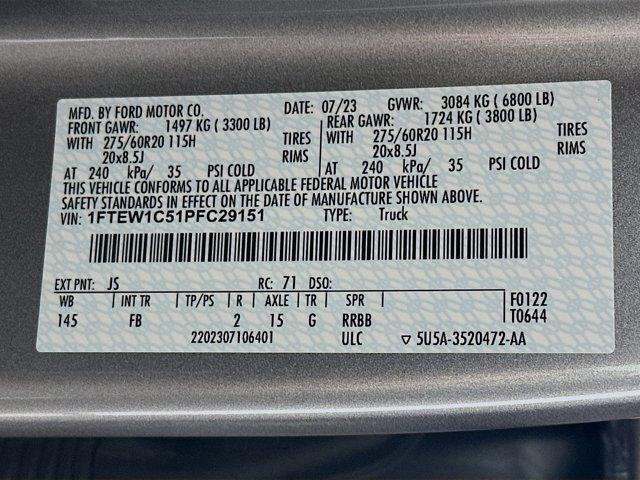 MFD. BY FORD MOTOR CO. DATE: 07/23 GVWR: 3084 KG (6800 LB)
FRONT GAWR: 1497 KG (3300 LB) REAR GAWR: 1724 KG (3800 LB)
WITH 275/60R20 115H TIRES WITH 275/60R20 115H TIRES
20x8.5J RIMS 20x8.5J RIMS
AT 240 kPa/ 35 PSI COLD AT 240 kPa/ 35 PSI COLD
THIS VEHICLE CONFORMS TO ALL APPLICABLE FEDERAL MOTOR VEHICLE
SAFETY STANDARDS IN EFFECT ON THE DATE OF MANUFACTURE SHOWN ABOVE.
VIN: 1FTEW1C51PFC29151 TYPE: Truck
EXT PNT: JS RC: 71 DSO:
WB INT TR TP/PS R AXLE TR SPR F0122
145 FB 2 15 G RRBB T0644
2202307106401 ULC ▽ 5U5A-3520472-AA